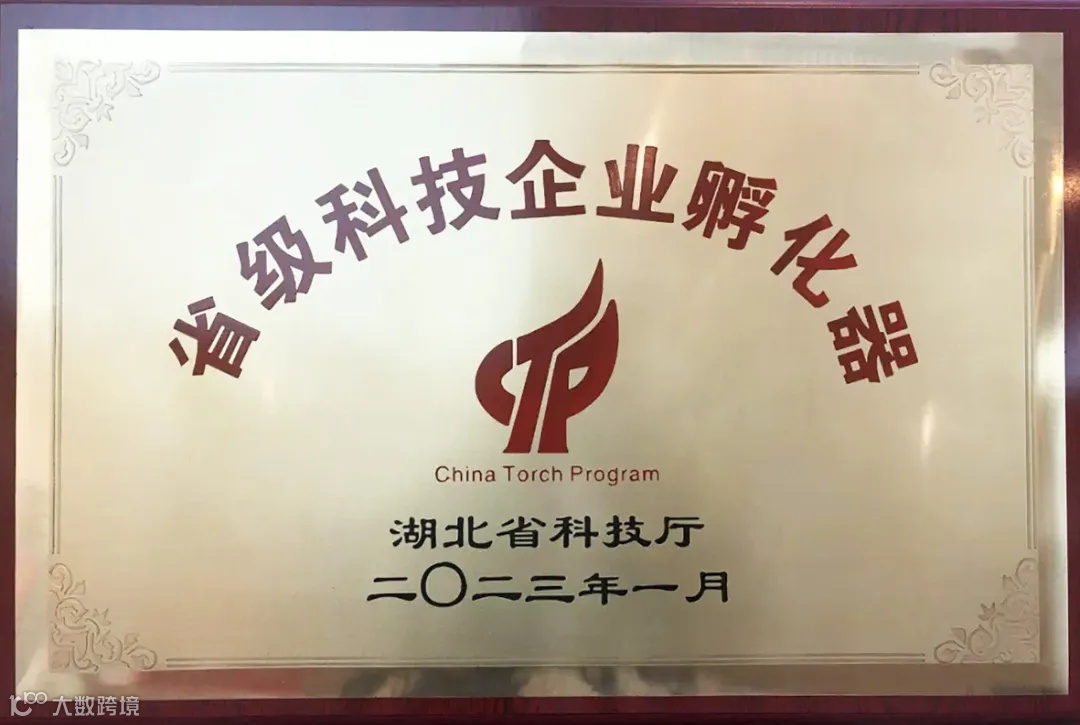 省级科技企业孵化器
CTP
China Torch Program
湖北省科技厅
二〇二三年一月
大数跨境